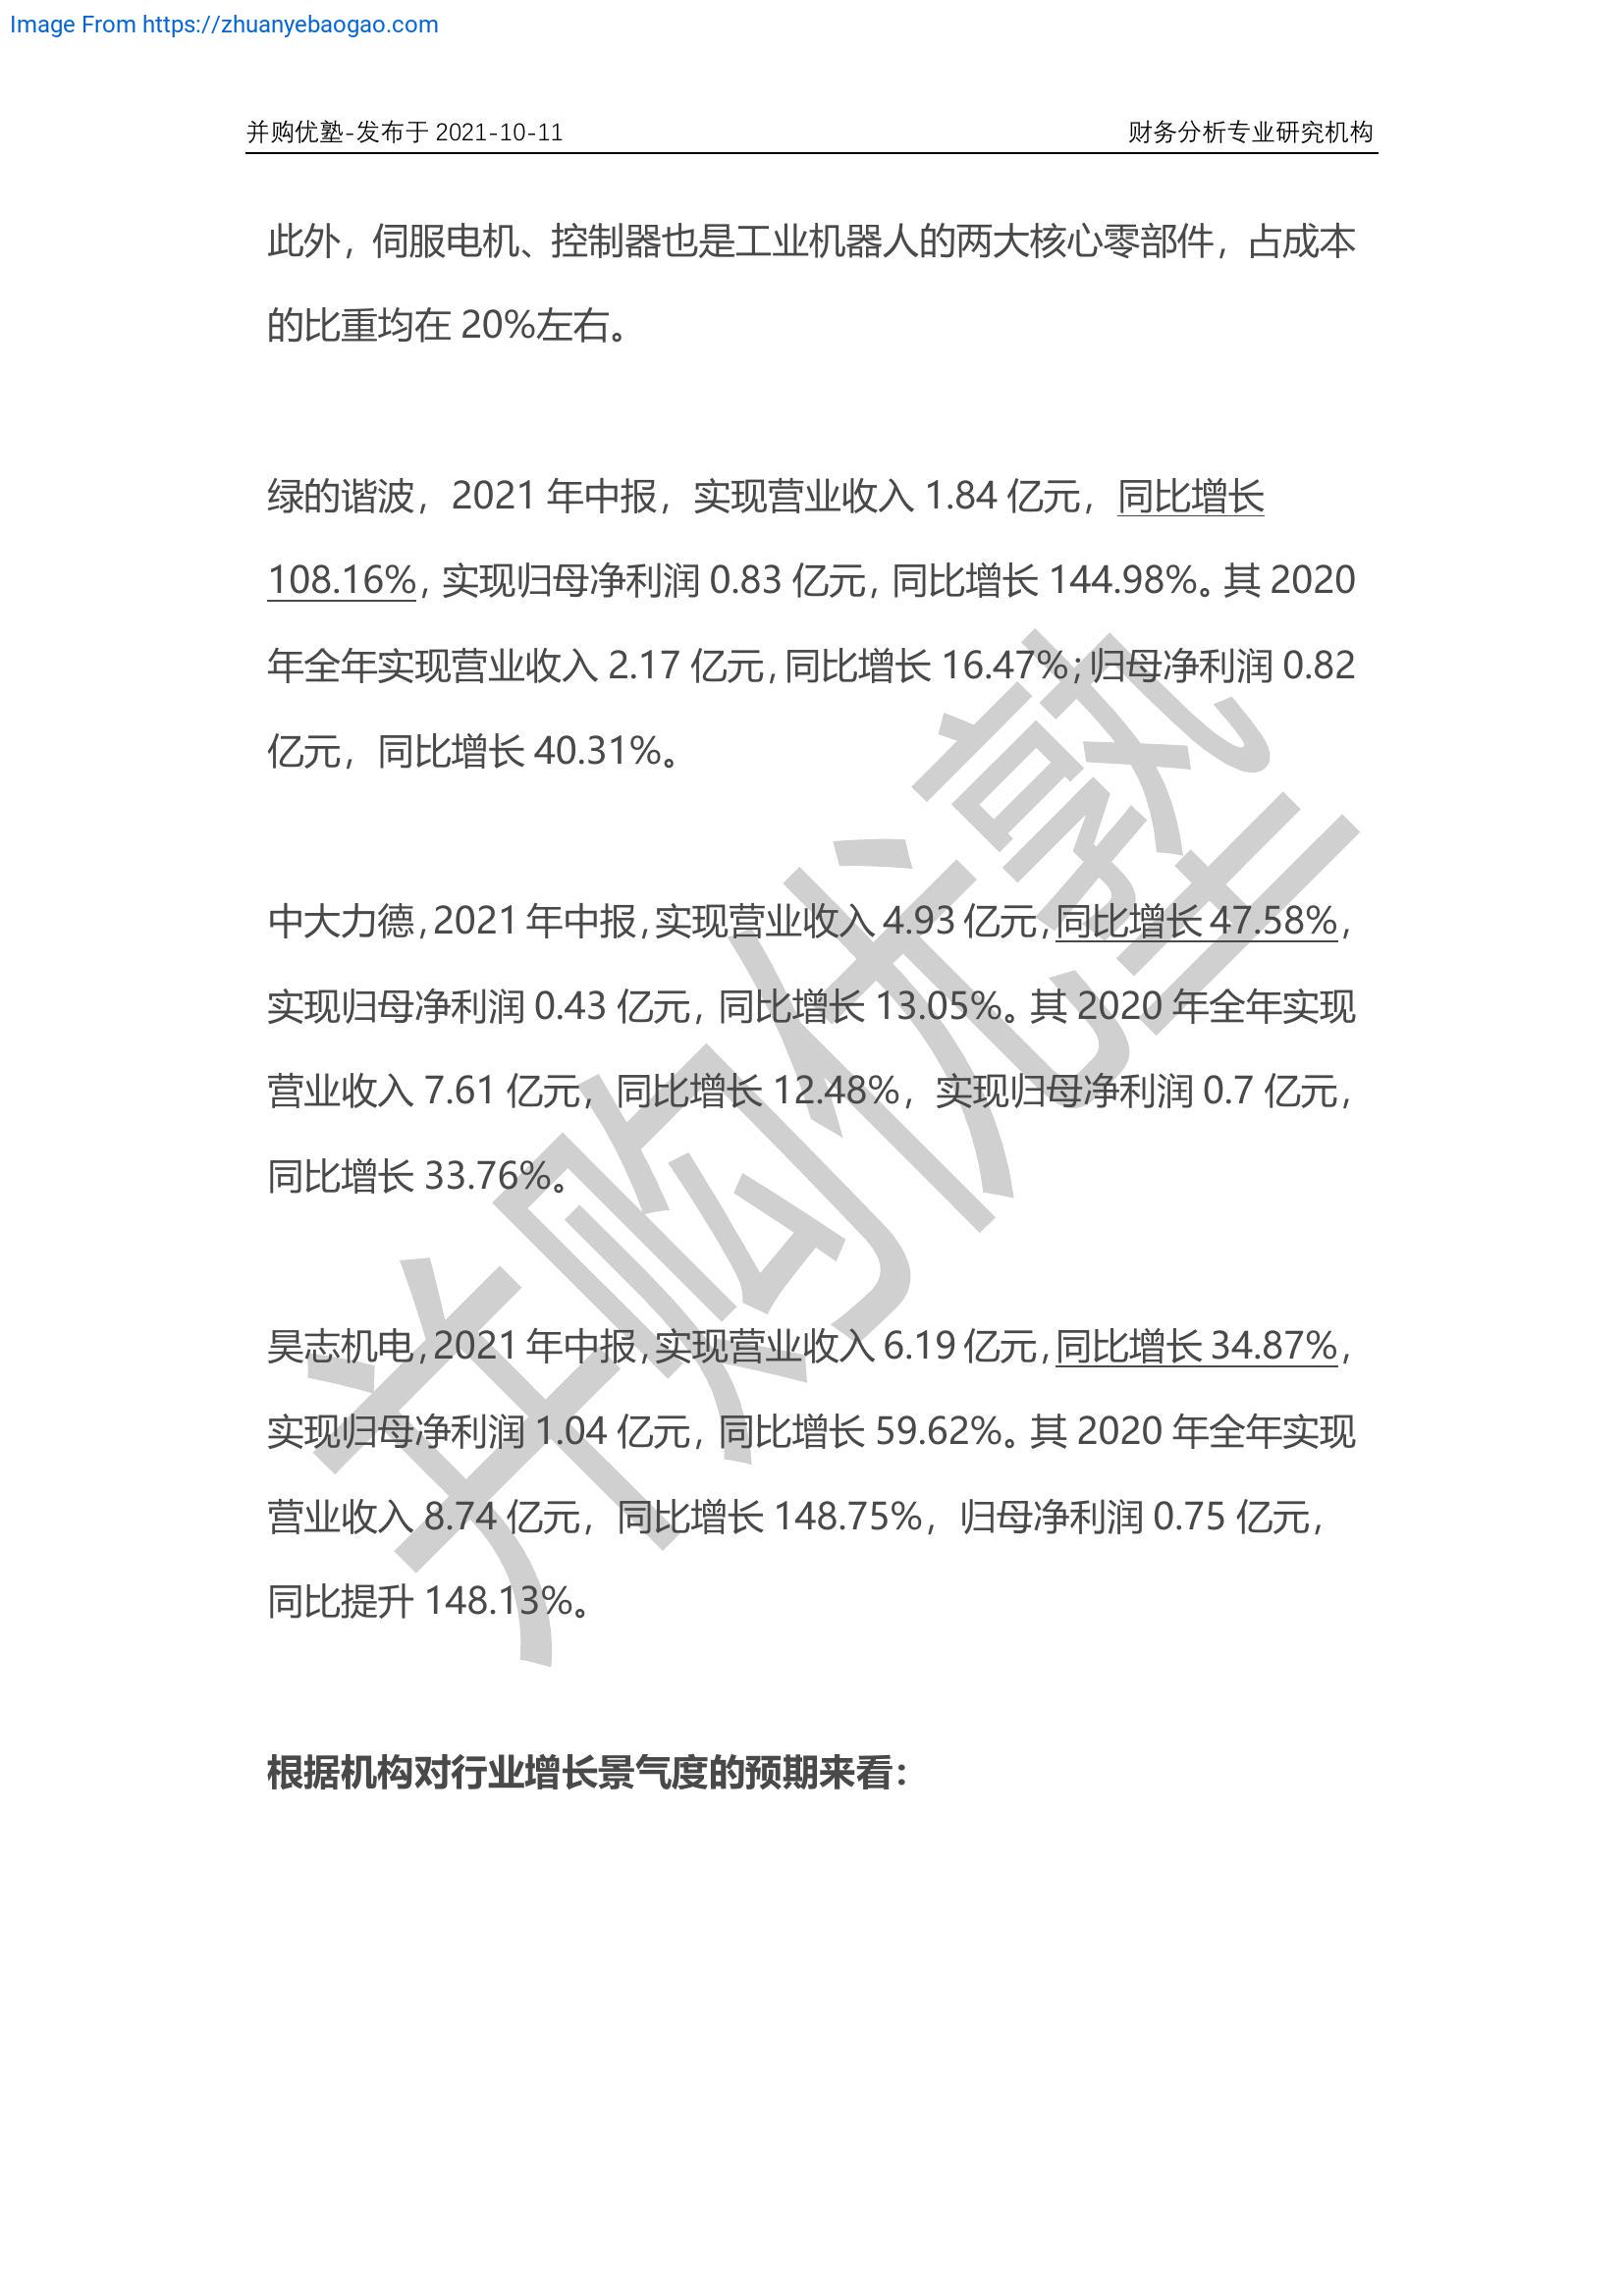 Image From https://zhuanyebaogao.com
并购优塾-发布于 2021-10-11 财务分析专业研究机构
此外，伺服电机、控制器也是工业机器人的两大核心零部件，占成本
的比重均在 20%左右。
绿的谐波，2021 年中报，实现营业收入 1.84 亿元，同比增长
108.16%，实现归母净利润 0.83 亿元，同比增长 144.98%。其 2020
年全年实现营业收入 2.17 亿元，同比增长 16.47%；归母净利润 0.82
亿元，同比增长 40.31%。
中大力德，2021 年中报，实现营业收入 4.93 亿元，同比增长 47.58%，
实现归母净利润 0.43 亿元，同比增长 13.05%。其 2020 年全年实现
营业收入 7.61 亿元，同比增长 12.48%，实现归母净利润 0.7 亿元，
同比增长 33.76%。
昊志机电，2021 年中报，实现营业收入 6.19 亿元，同比增长 34.87%，
实现归母净利润 1.04 亿元，同比增长 59.62%。其 2020 年全年实现
营业收入 8.74 亿元，同比增长 148.75%，归母净利润 0.75 亿元，
同比提升 148.13%。
根据机构对行业增长景气度的预期来看：
并购优塾